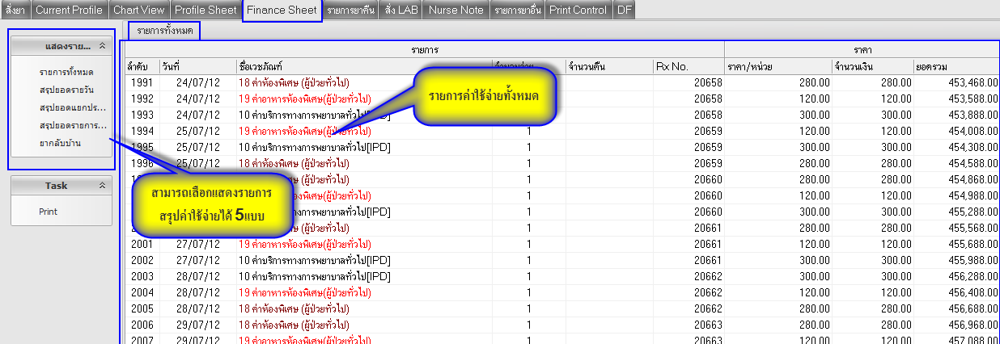 สั่งยา Current Profile Chart View Profile Sheet Finance Sheet รายการยาคืน สั่ง LAB Nurse Note รายการยาอื่น Print Control DF
แสดงราย...
รายการทั้งหมด
สรุปยอดรายวัน
สรุปยอดแยกปร...
สรุปยอดรายการ...
ยากลับบ้าน
Task
Print
รายการทั้งหมด
รายการ ราคา
ลำดับ วันที่ ชื่อเวชภัณฑ์ จำนวนจ่าย จำนวนคืน Rx No. ราคา/หน่วย จำนวนเงิน ยอดรวม
1991 24/07/12 18 ค่าห้องพิเศษ (ผู้ป่วยทั่วไป) 20658 280.00 280.00 453,468.00
1992 24/07/12 19 ค่าอาหารห้องพิเศษ(ผู้ป่วยทั่วไป) 20658 120.00 120.00 453,588.00
1993 24/07/12 10 ค่าบริการทางการพยาบาลทั่วไป[IPD] 20658 300.00 300.00 453,888.00
1994 25/07/12 19 ค่าอาหารห้องพิเศษ(ผู้ป่วยทั่วไป) 1 20659 120.00 120.00 454,008.00
1995 25/07/12 10 ค่าบริการทางการพยาบาลทั่วไป[IPD] 1 20659 300.00 300.00 454,308.00
1996 25/07/12 18 ค่าห้องพิเศษ (ผู้ป่วยทั่วไป) 1 20659 280.00 280.00 454,588.00
(ผู้ป่วยทั่วไป) 1 20660 280.00 280.00 454,868.00
ห้องพิเศษ(ผู้ป่วยทั่วไป) 1 20660 120.00 120.00 454,988.00
ทางการพยาบาลทั่วไป[IPD] 1 20660 300.00 300.00 455,288.00
(ผู้ป่วยทั่วไป) 1 20661 280.00 280.00 455,568.00
2001 27/07/12 19 ค่าอาหารห้องพิเศษ(ผู้ป่วยทั่วไป) 1 20661 120.00 120.00 455,688.00
2002 27/07/12 10 ค่าบริการทางการพยาบาลทั่วไป[IPD] 1 20661 300.00 300.00 455,988.00
2003 28/07/12 10 ค่าบริการทางการพยาบาลทั่วไป[IPD] 1 20662 300.00 300.00 456,288.00
2004 28/07/12 19 ค่าอาหารห้องพิเศษ(ผู้ป่วยทั่วไป) 1 20662 120.00 120.00 456,408.00
2005 28/07/12 18 ค่าห้องพิเศษ (ผู้ป่วยทั่วไป) 1 20662 280.00 280.00 456,688.00
2006 29/07/12 18 ค่าห้องพิเศษ (ผู้ป่วยทั่วไป) 1 20663 280.00 280.00 456,968.00
2007 29/07/12 19 ค่าอาหารห้องพิเศษ(ผู้ป่วยทั่วไป) 1 20663 120.00 120.00 457,088.00
รายการค่าใช้จ่ายทั้งหมด
สามารถเลือกแสดงรายการ
สรุปค่าใช้จ่ายได้ 5แบบ